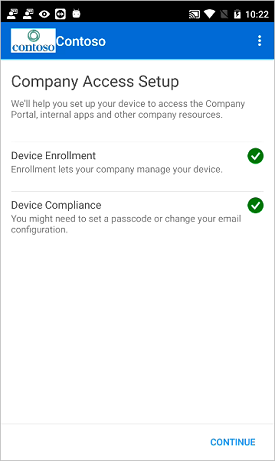 10:22
contoso
Contoso
Company Access Setup
We'll help you set up your device to access the Company
Portal, internal apps and other company resources.
Device Enrollment
Enrollment lets your company manage your device.
Device Compliance
You might need to set a passcode or change your email
configuration.
CONTINUE